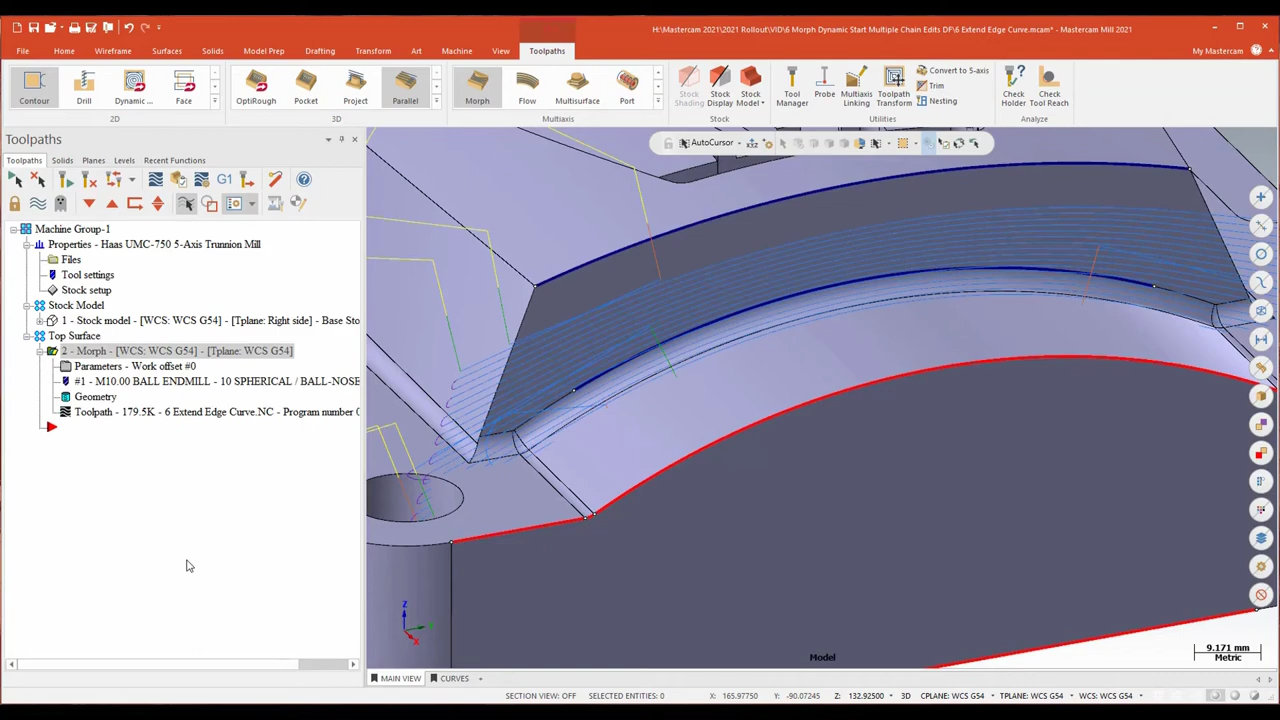 H:\Mastercam 2021\2021 Rollout\VID\6 Morph Dynamic Start Multiple Chain Edits DF\6 Extend Edge Curve.mcam* - Mastercam Mill 2021
File Home Wireframe Surfaces Solids Model Prep Drafting Transform Art Machine View Toolpaths My Mastercam
Contour Drill Dynamic ... Face OptiRough Pocket Project Parallel Morph Flow Multisurface Port Stock Shading Stock Display Stock Model Tool Manager Probe Multiaxis Linking Toolpath Transform Convert to 5-axis Trim Nesting Check Holder Check Tool Reach
2D 3D Multiaxis Stock Utilities Analyze
Toolpaths
AutoCursor
Toolpaths Solids Planes Levels Recent Functions
G1
Machine Group-1
Properties - Haas UMC-750 5-Axis Trunnion Mill
Files
Tool settings
Stock setup
Stock Model
1 - Stock model - [WCS: WCS G54] - [Tplane: Right side] - Base Sto
Top Surface
2 - Morph - [WCS: WCS G54] - [Tplane: WCS G54]
Parameters - Work offset #0
#1 - M10.00 BALL ENDMILL - 10 SPHERICAL / BALL-NOSE
Geometry
Toolpath - 179.5K - 6 Extend Edge Curve.NC - Program number 0
Z
X
Model
9.171 mm
Metric
MAIN VIEW CURVES +
SECTION VIEW: OFF SELECTED ENTITIES: 0 X: 165.97750 Y: -90.07245 Z: 132.92500 3D CPLANE: WCS G54 TPLANE: WCS G54 WCS: WCS G54